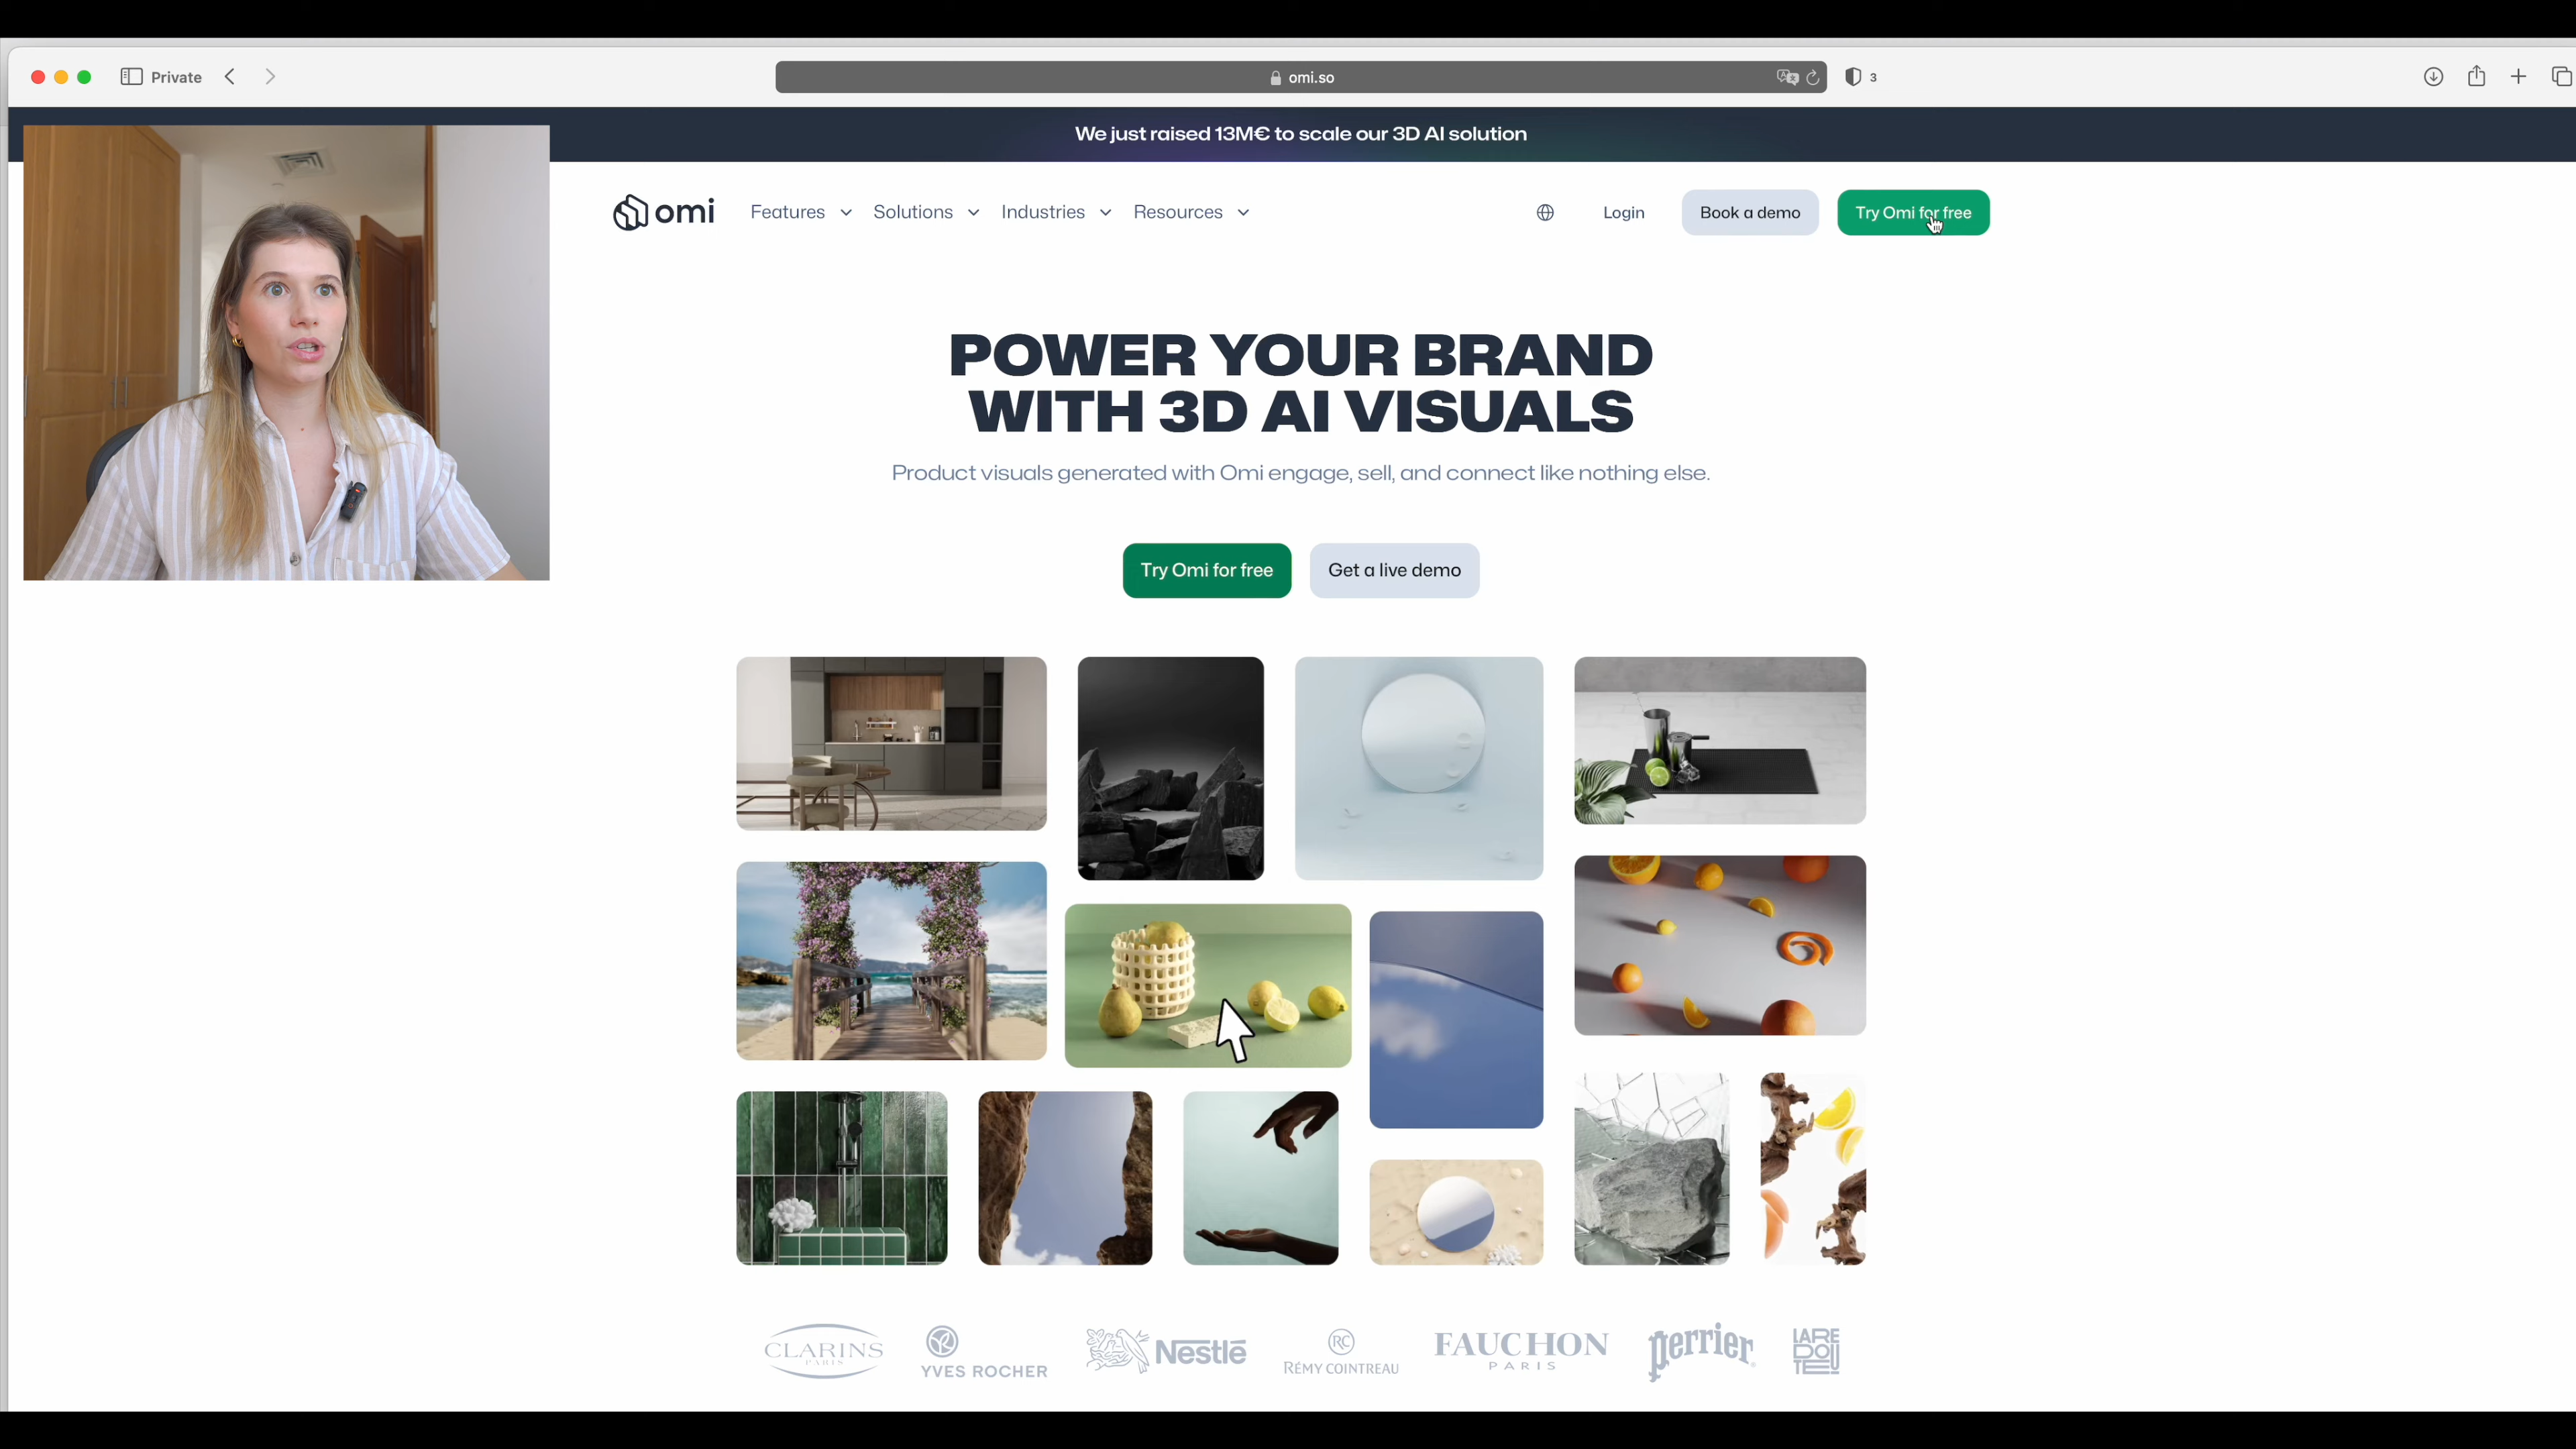 Private
omi.so
3
We just raised 13M€ to scale our 3D AI solution
omi
Features
Solutions
Industries
Resources
Login
Book a demo
Try Omi for free
POWER YOUR BRAND
WITH 3D AI VISUALS
Product visuals generated with Omi engage, sell, and connect like nothing else.
Try Omi for free
Get a live demo
CLARINS
PARIS
YVES ROCHER
Nestlé
RC
RÉMY COINTREAU
FAUCHON
PARIS
perrier
LA REDOUTE